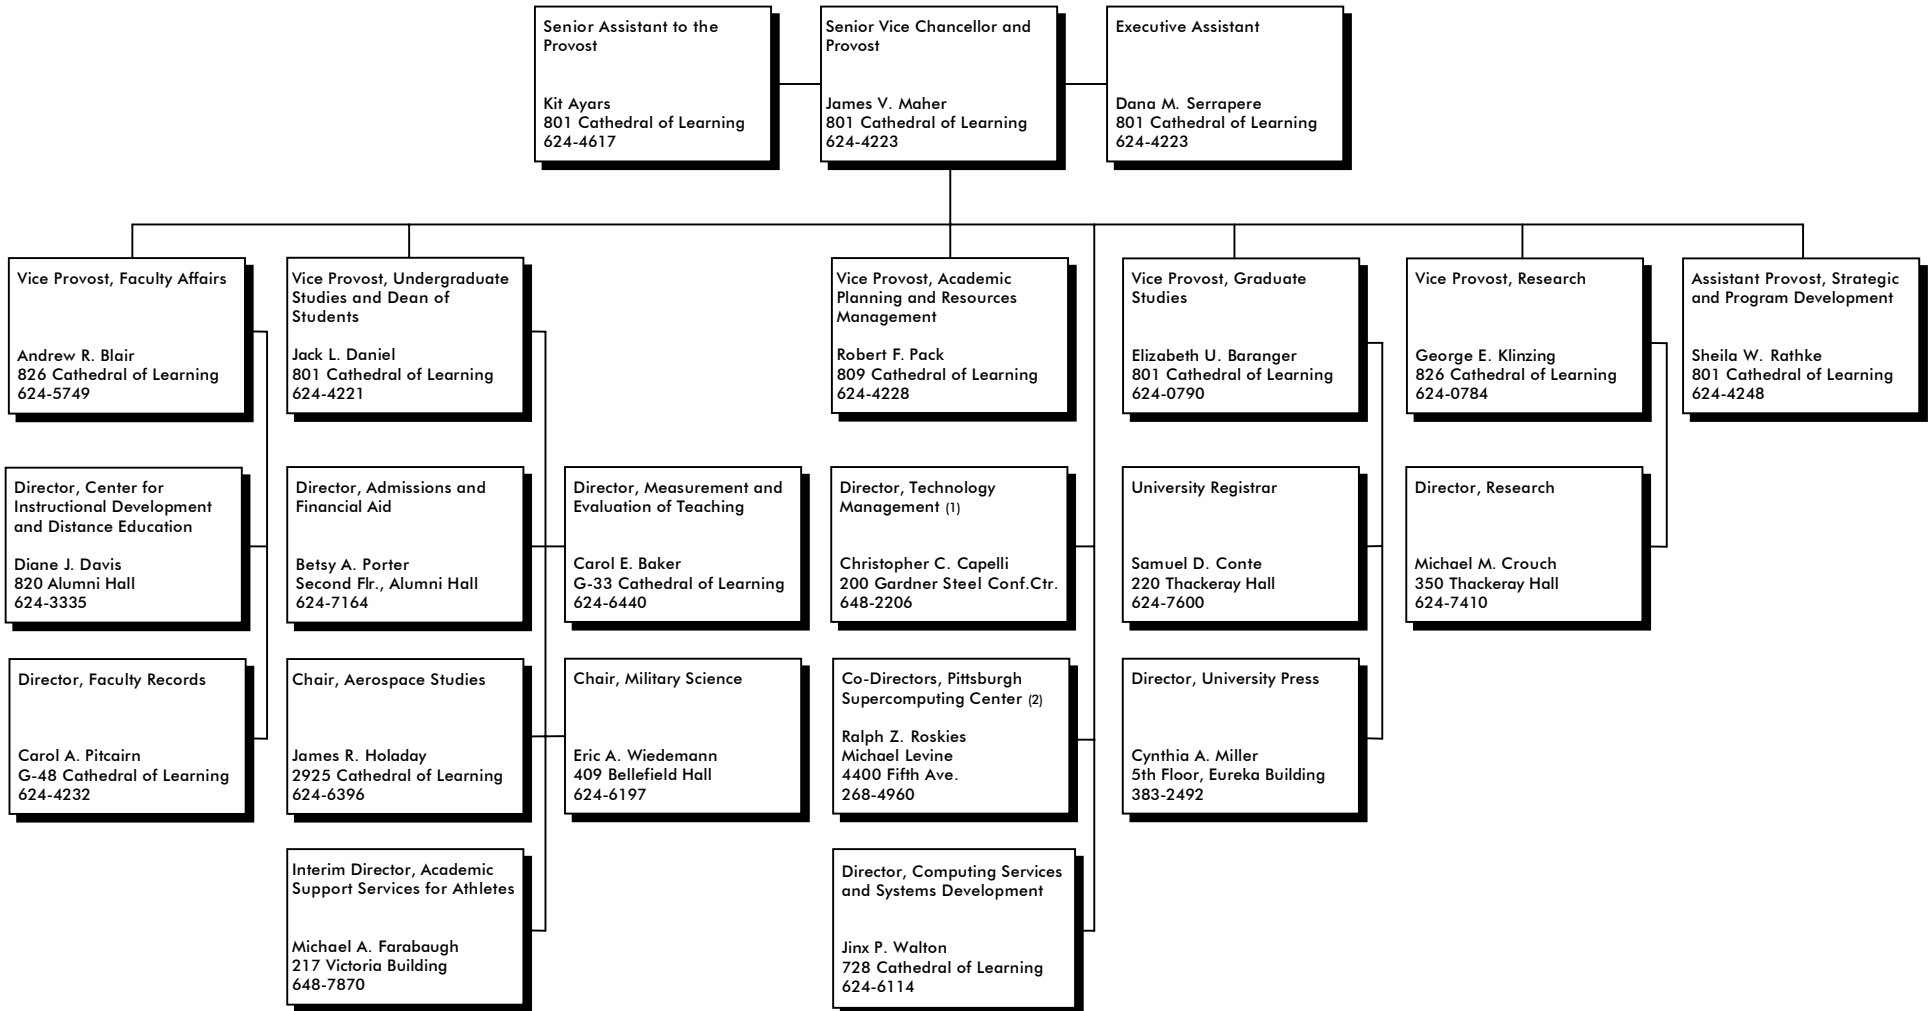 Senior Assistant to the
Provost
Kit Ayars
801 Cathedral of Learning
624-4617
Senior Vice Chancellor and
Provost
James V. Maher
801 Cathedral of Learning
624-4223
Executive Assistant
Dana M. Serrapere
801 Cathedral of Learning
624-4223
Vice Provost, Faculty Affairs
Andrew R. Blair
826 Cathedral of Learning
624-5749
Vice Provost, Undergraduate
Studies and Dean of
Students
Jack L. Daniel
801 Cathedral of Learning
624-4221
Vice Provost, Academic
Planning and Resources
Management
Robert F. Pack
809 Cathedral of Learning
624-4228
Vice Provost, Graduate
Studies
Elizabeth U. Baranger
801 Cathedral of Learning
624-0790
Vice Provost, Research
George E. Klinzing
826 Cathedral of Learning
624-0784
Assistant Provost, Strategic
and Program Development
Sheila W. Rathke
801 Cathedral of Learning
624-4248
Director, Center for
Instructional Development
and Distance Education
Diane J. Davis
820 Alumni Hall
624-3335
Director, Admissions and
Financial Aid
Betsy A. Porter
Second Flr., Alumni Hall
624-7164
Director, Measurement and
Evaluation of Teaching
Carol E. Baker
G-33 Cathedral of Learning
624-6440
Director, Technology
Management (1)
Christopher C. Capelli
200 Gardner Steel Conf.Ctr.
648-2206
University Registrar
Samuel D. Conte
220 Thackeray Hall
624-7600
Director, Research
Michael M. Crouch
350 Thackeray Hall
624-7410
Director, Faculty Records
Carol A. Pitcairn
G-48 Cathedral of Learning
624-4232
Chair, Aerospace Studies
James R. Holaday
2925 Cathedral of Learning
624-6396
Chair, Military Science
Eric A. Wiedemann
409 Bellefield Hall
624-6197
Co-Directors, Pittsburgh
Supercomputing Center (2)
Ralph Z. Roskies
Michael Levine
4400 Fifth Ave.
268-4960
Director, University Press
Cynthia A. Miller
5th Floor, Eureka Building
383-2492
Interim Director, Academic
Support Services for Athletes
Michael A. Farabaugh
217 Victoria Building
648-7870
Director, Computing Services
and Systems Development
Jinx P. Walton
728 Cathedral of Learning
624-6114